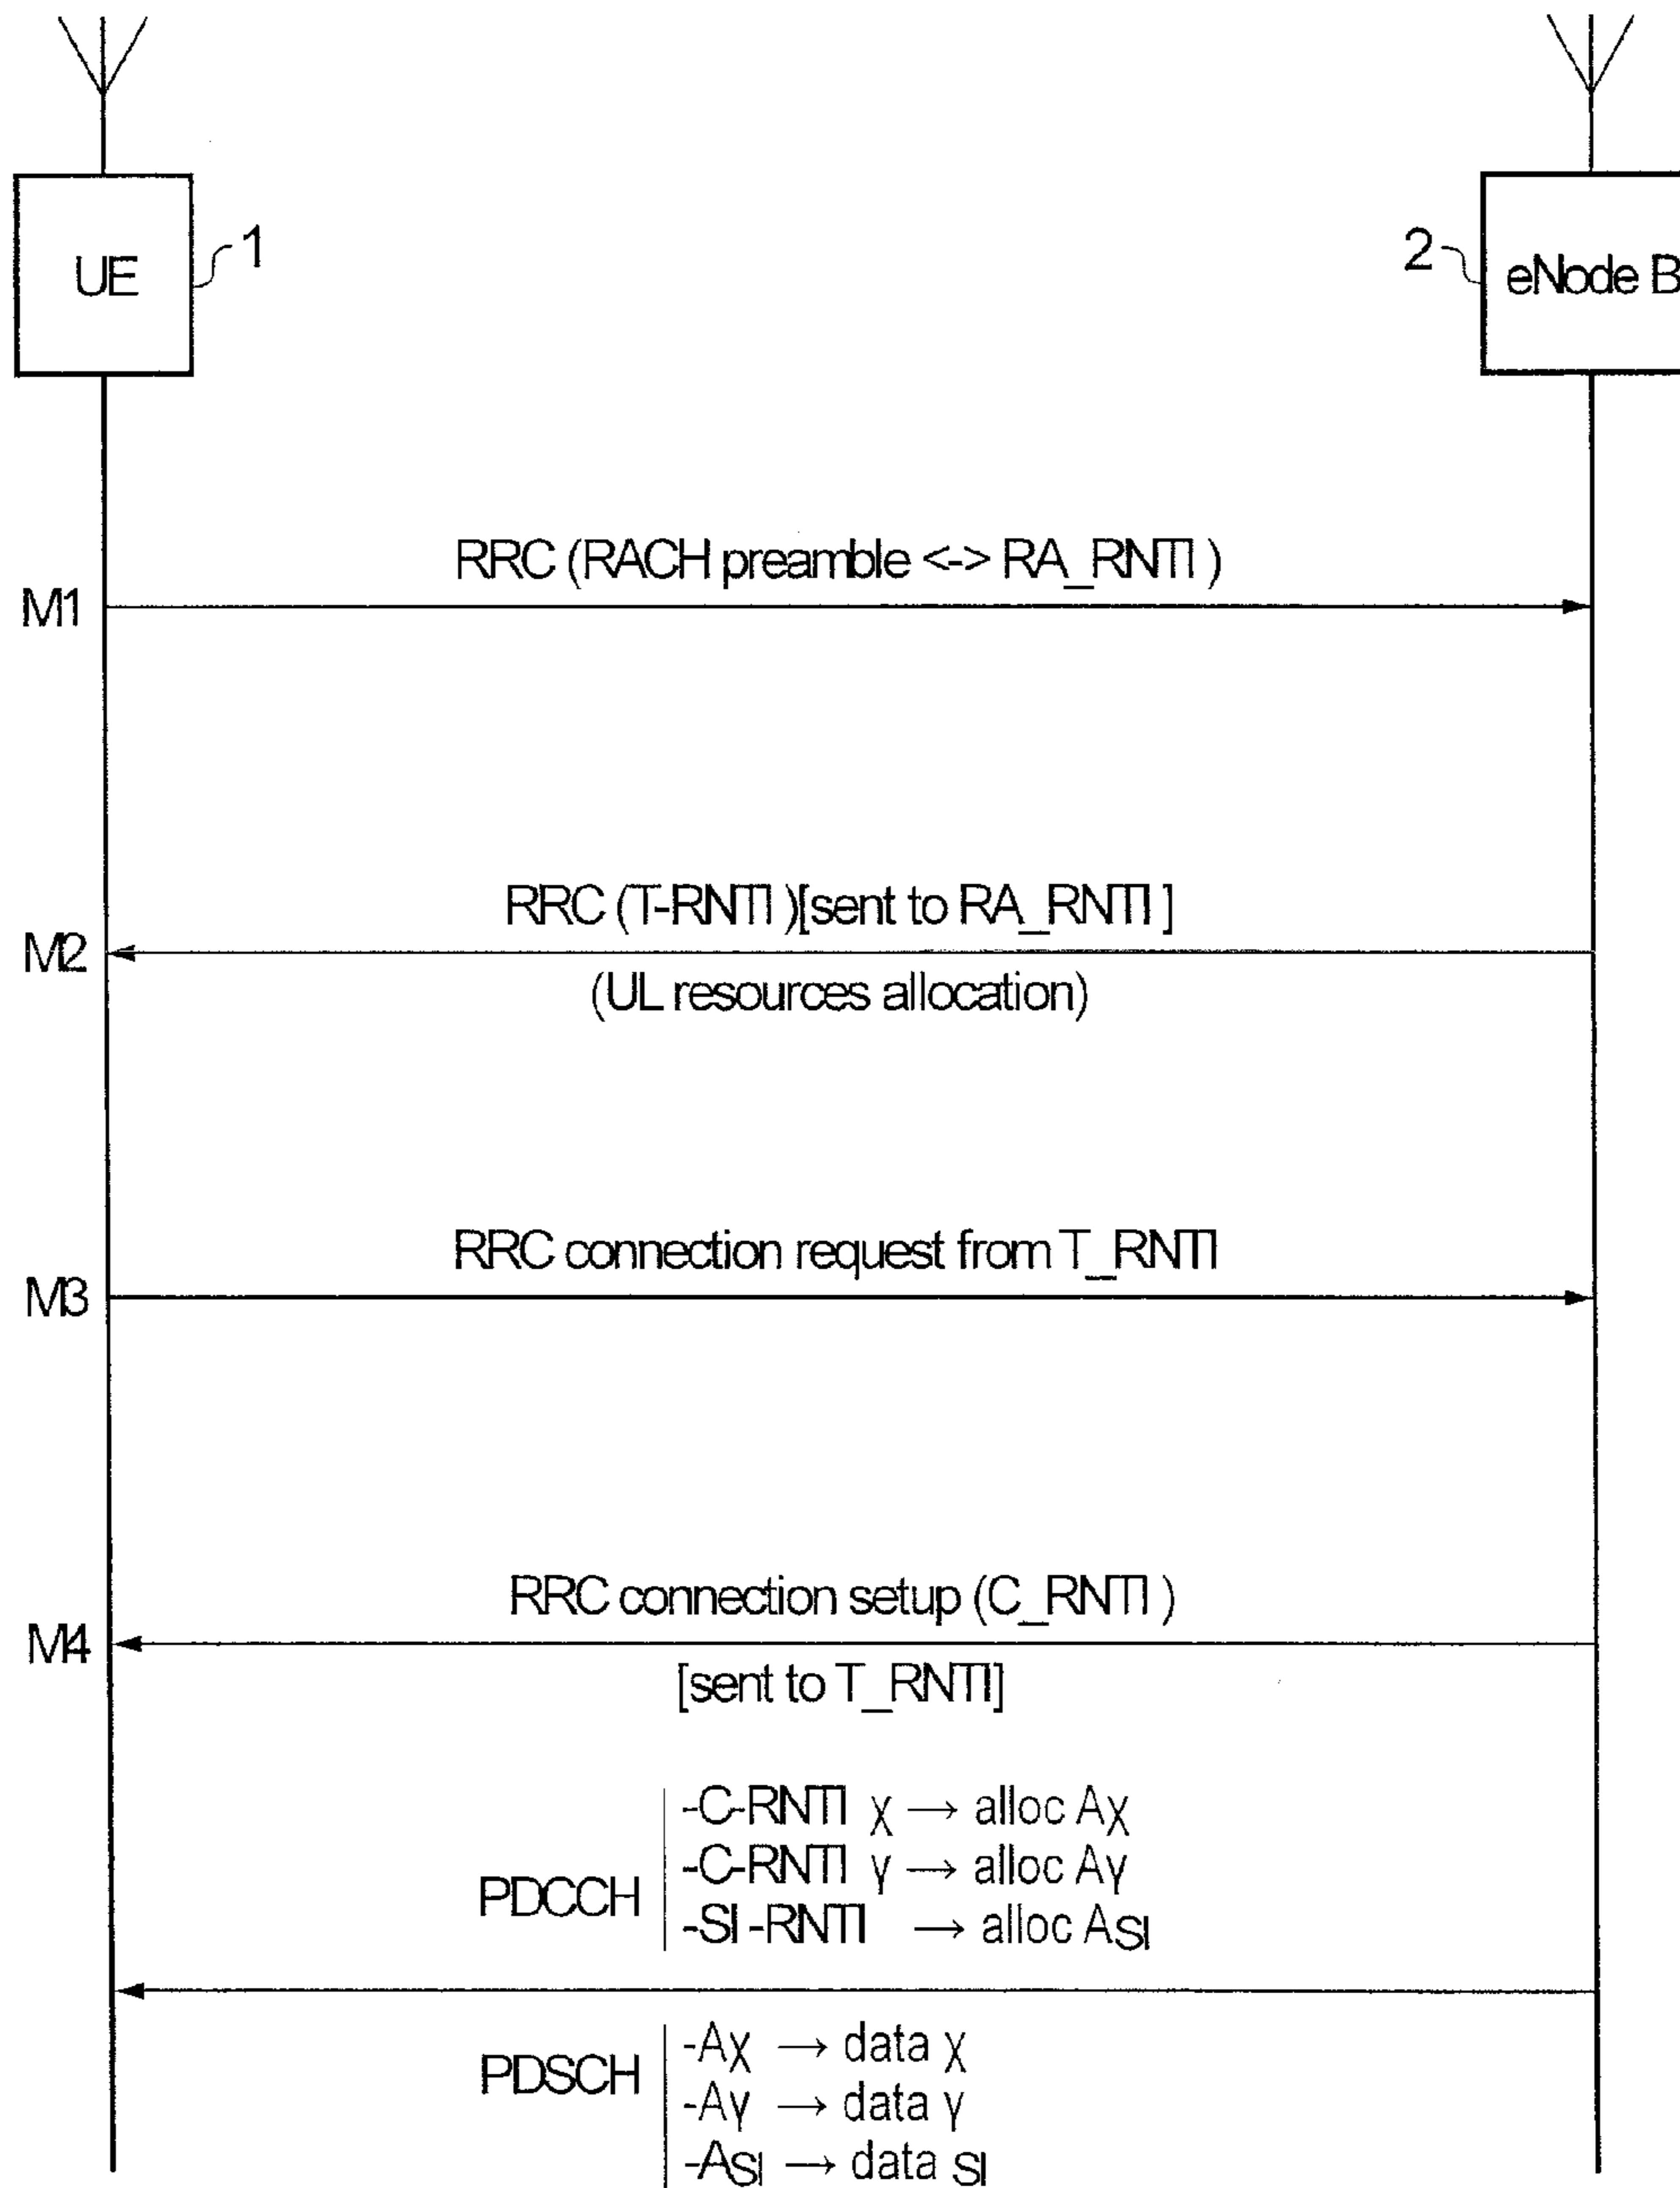 UE
1
2
eNode B
RRC (RACH preamble <-> RA_RNTI )
M1
RRC (T-RNTI )[sent to RA_RNTI ]
M2
(UL resources allocation)
RRC connection request from T_RNTI
M3
RRC connection setup (C_RNTI )
M4
[sent to T_RNTI]
-C-RNTI χ → alloc Aχ
-C-RNTI γ → alloc Aγ
PDCCH
-SI-RNTI → alloc ASI
-Aχ → data χ
PDSCH
-Aγ → data γ
-ASI → data SI